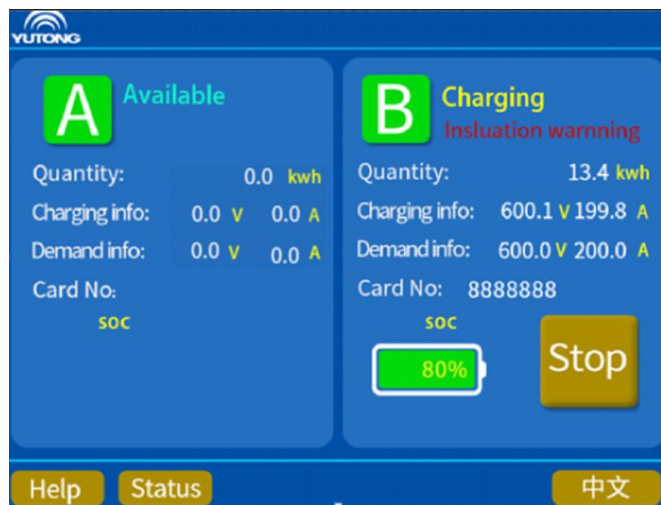 YUTONG
A Available
Quantity: 0.0 kwh
Charging info: 0.0 V 0.0 A
Demand info: 0.0 V 0.0 A
Card No:
SOC
B Charging
Insluation warnning
Quantity: 13.4 kwh
Charging info: 600.1 V 199.8 A
Demand info: 600.0 V 200.0 A
Card No: 8888888
SOC
80%
Stop
Help Status 中文